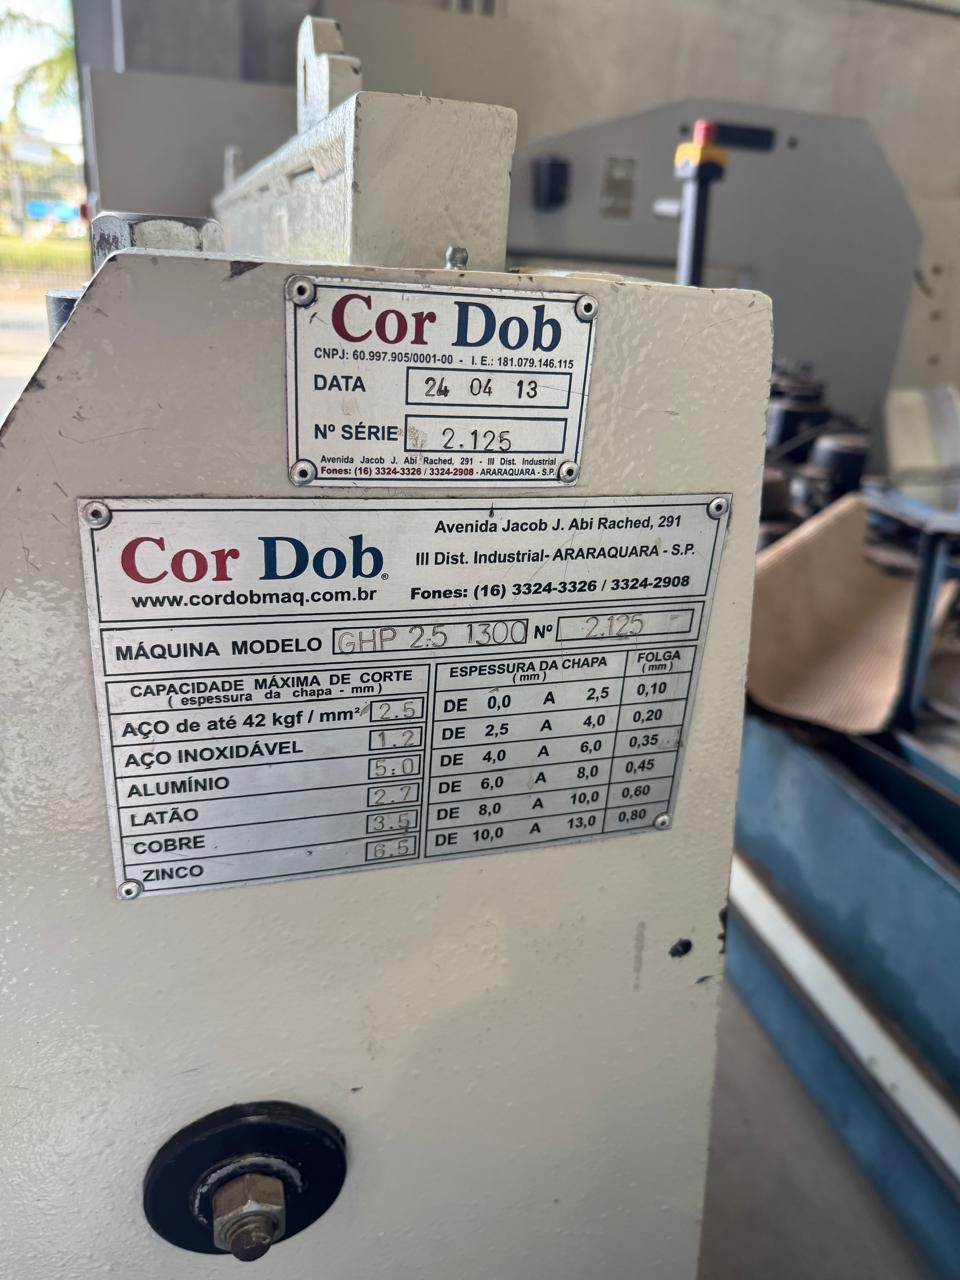 Cor Dob
CNPJ: 60.997.905/0001-00 - I. E.: 181.079.146.115
DATA 24 04 13
Nº SÉRIE 2.125
Avenida Jacob J. Abi Rached, 291 - III Dist. Industrial
Fones: (16) 3324-3326 / 3324-2908 - ARARAQUARA - S.P.
Cor Dob®
www.cordobmaq.com.br
Avenida Jacob J. Abi Rached, 291
III Dist. Industrial- ARARAQUARA - S.P.
Fones: (16) 3324-3326 / 3324-2908
MÁQUINA MODELO GHP 2.5 1300 Nº 2.125
CAPACIDADE MÁXIMA DE CORTE
( espessura da chapa - mm )
AÇO de até 42 kgf / mm² 2.5
AÇO INOXIDÁVEL 1.2
ALUMÍNIO 5.0
LATÃO 2.7
COBRE 3.5
ZINCO 6.5
ESPESSURA DA CHAPA
(mm)
FOLGA
(mm)
DE 0,0 A 2,5 0,10
DE 2,5 A 4,0 0,20
DE 4,0 A 6,0 0,35
DE 6,0 A 8,0 0,45
DE 8,0 A 10,0 0,60
DE 10,0 A 13,0 0,80